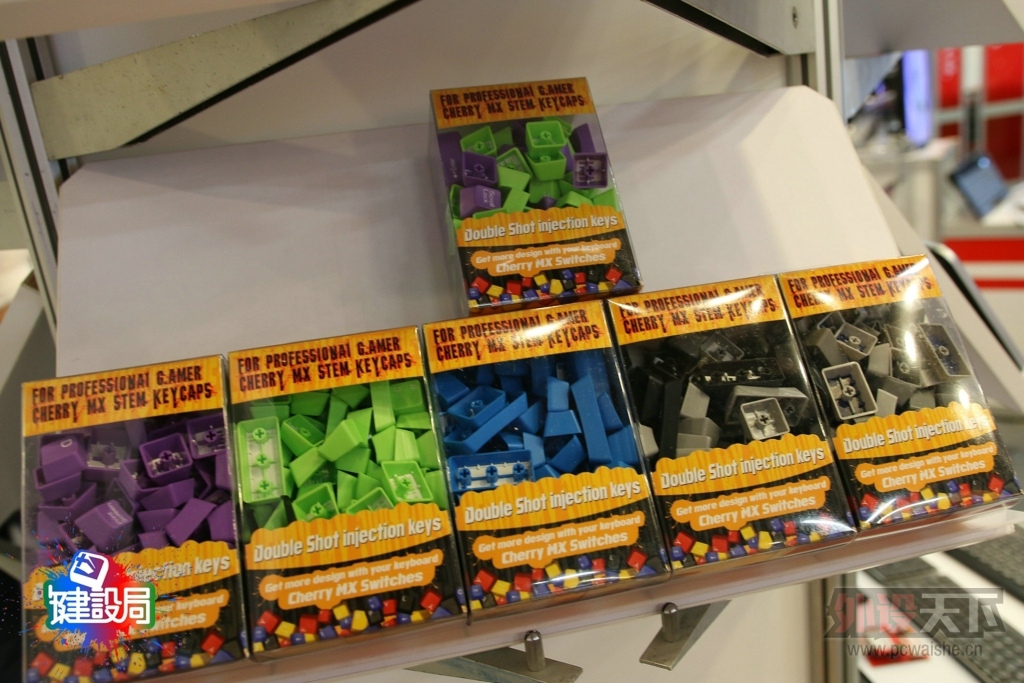 FOR PROFESSIONAL GAMER
CHERRY MX STEM KEYCAPS
Double Shot injection keys
Get more design with your keyboard
Cherry MX Switches
FOR PROFESSIONAL GAMER
CHERRY MX STEM KEYCAPS
injection keys
your keyboard
Switches
FOR PROFESSIONAL GAMER
CHERRY MX STEM KEYCAPS
Double Shot injection keys
Get more design with your keyboard
Cherry MX Switches
FOR PROFESSIONAL GAMER
CHERRY MX STEM KEYCAPS
Double Shot injection keys
Get more design with your keyboard
Cherry MX Switches
FOR PROFESSIONAL GAMER
CHERRY MX STEM KEYCAPS
Double Shot injection keys
Get more design with your keyboard
Cherry MX Switches
FOR PROFESSIONAL GAMER
CHERRY MX STEM KEYCAPS
Double Shot injection keys
Get more design with your keyboard
Cherry MX Switches
键設局
外设天下
www.pcwaishe.cn